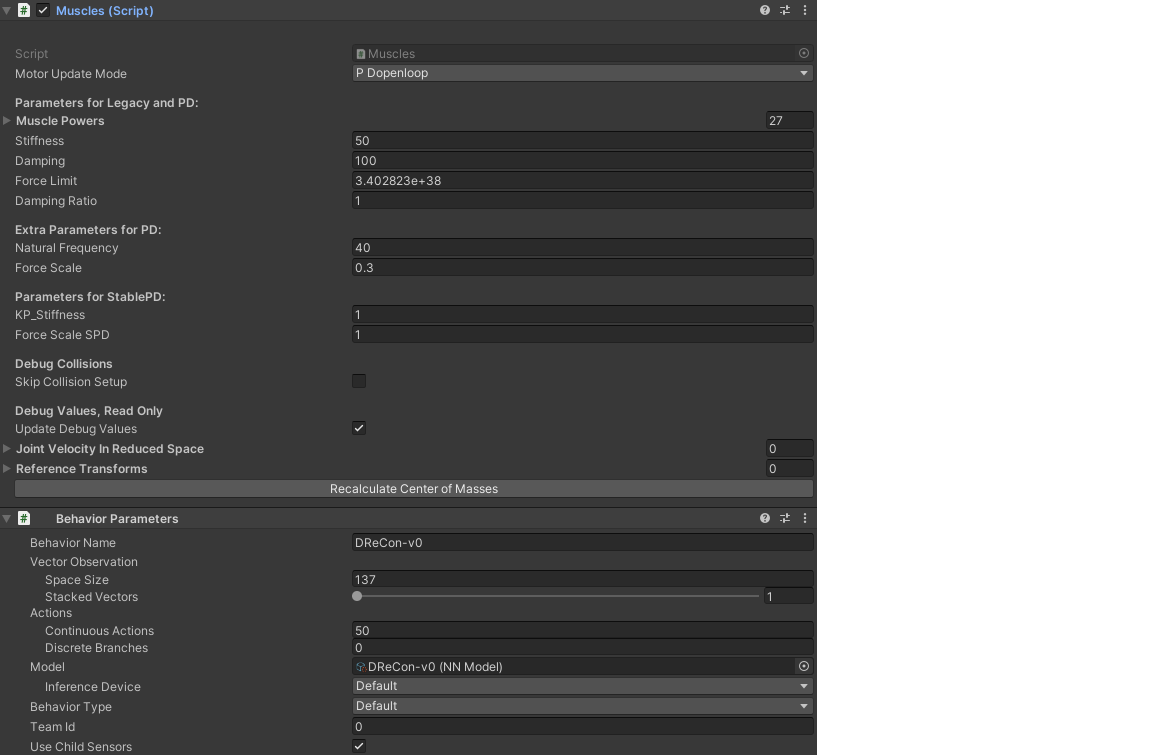 Muscles (Script)
Script Muscles
Motor Update Mode P Dopenloop
Parameters for Legacy and PD:
Muscle Powers 27
Stiffness 50
Damping 100
Force Limit 3.402823e+38
Damping Ratio 1
Extra Parameters for PD:
Natural Frequency 40
Force Scale 0.3
Parameters for StablePD:
KP_Stiffness 1
Force Scale SPD 1
Debug Collisions
Skip Collision Setup
Debug Values, Read Only
Update Debug Values
Joint Velocity In Reduced Space 0
Reference Transforms 0
Recalculate Center of Masses
Behavior Parameters
Behavior Name DReCon-v0
Vector Observation
Space Size 137
Stacked Vectors 1
Actions
Continuous Actions 50
Discrete Branches 0
Model DReCon-v0 (NN Model)
Inference Device Default
Behavior Type Default
Team Id 0
Use Child Sensors